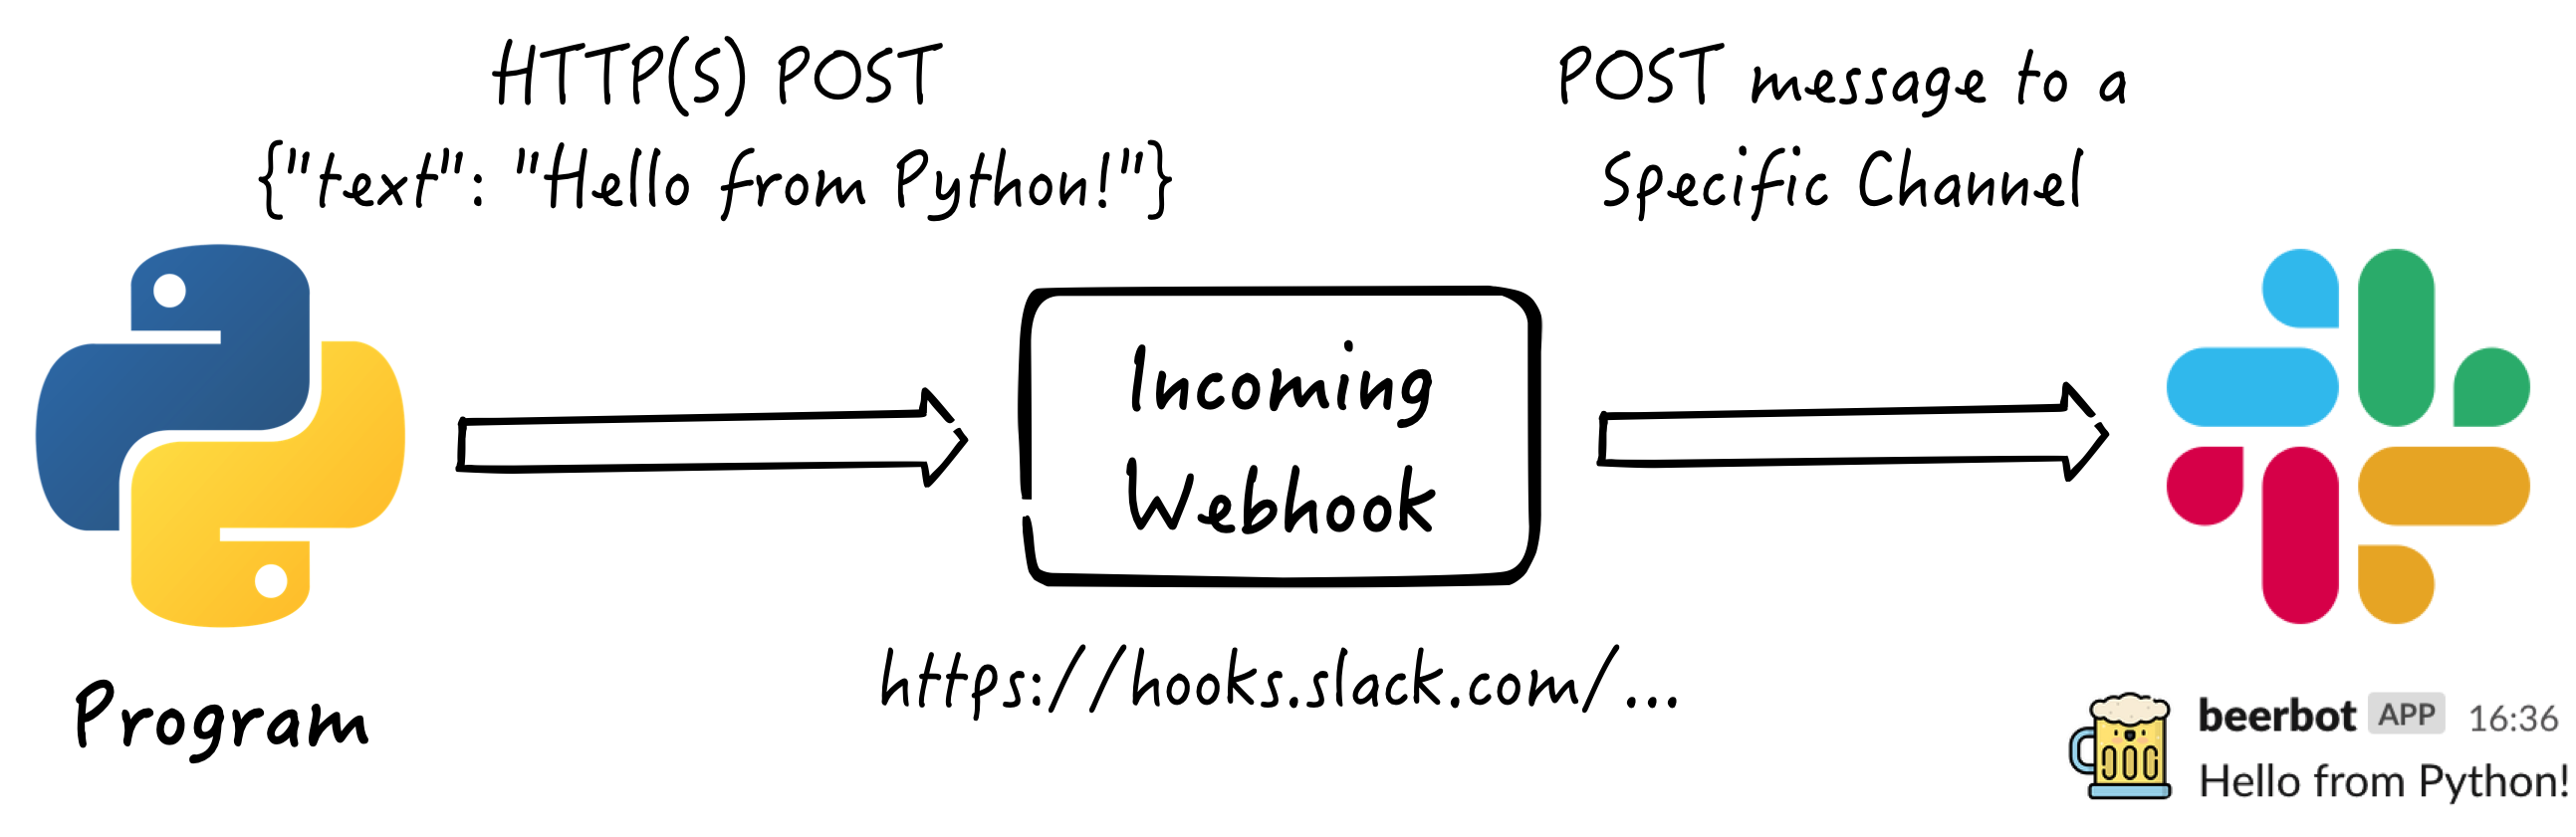 HTTP(S) POST
{"text": "Hello from Python!"}
POST message to a
Specific Channel
Incoming
Webhook
Program
https://hooks.slack.com/...
beerbot APP 16:36
Hello from Python!